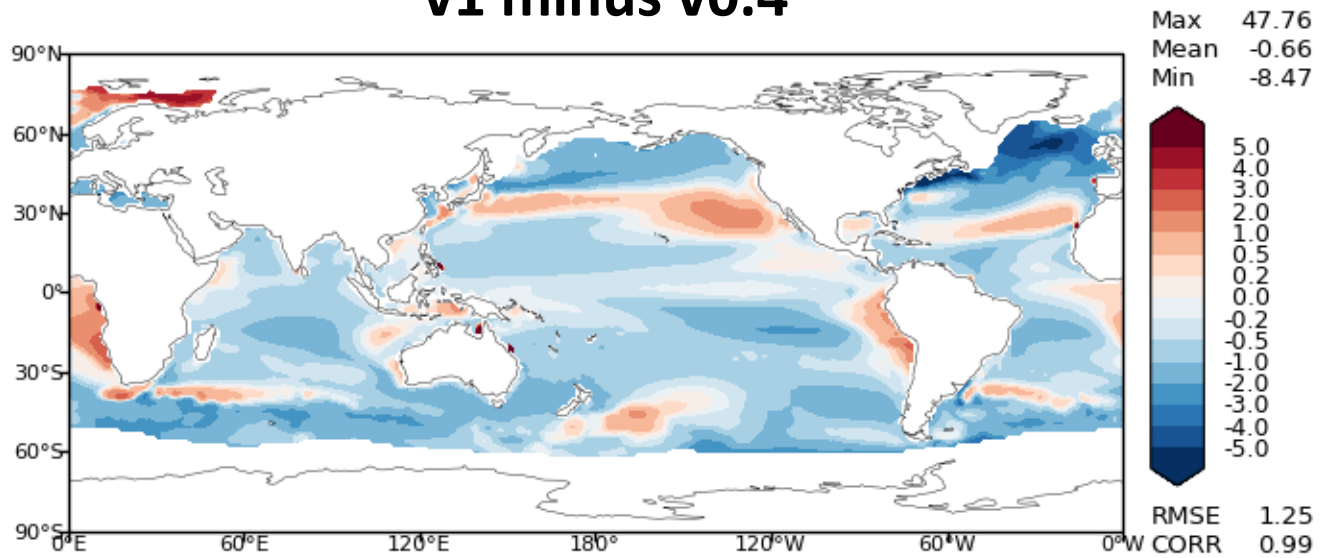 v1 minus v0.4
Max 47.76
Mean -0.66
Min -8.47
90°N
60°N
30°N
0°
30°S
60°S
90°S
0°E 60°E 120°E 180° 120°W 60°W 0°W
5.0
4.0
3.0
2.0
1.0
0.5
0.2
0.0
-0.2
-0.5
-1.0
-2.0
-3.0
-4.0
-5.0
RMSE 1.25
CORR 0.99